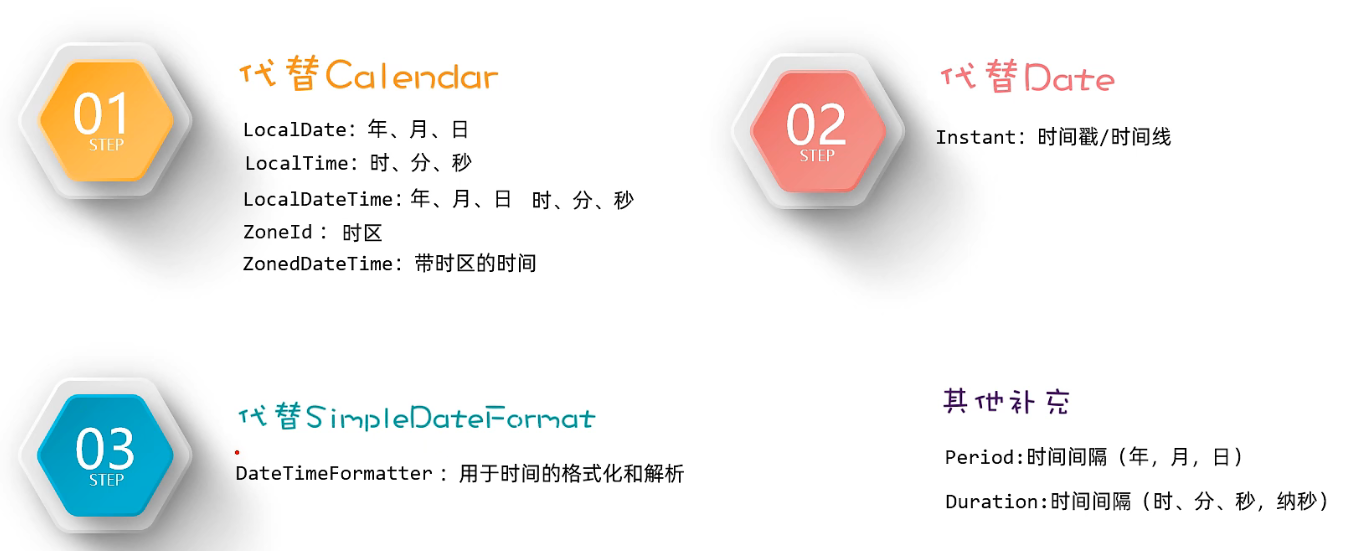 01
STEP
代替Calendar
LocalDate：年、月、日
LocalTime：时、分、秒
LocalDateTime：年、月、日 时、分、秒
ZoneId： 时区
ZonedDateTime：带时区的时间
02
STEP
代替Date
Instant：时间戳/时间线
03
STEP
代替SimpleDateFormat
DateTimeFormatter ：用于时间的格式化和解析
其他补充
Period:时间间隔（年，月，日）
Duration:时间间隔（时、分、秒，纳秒）